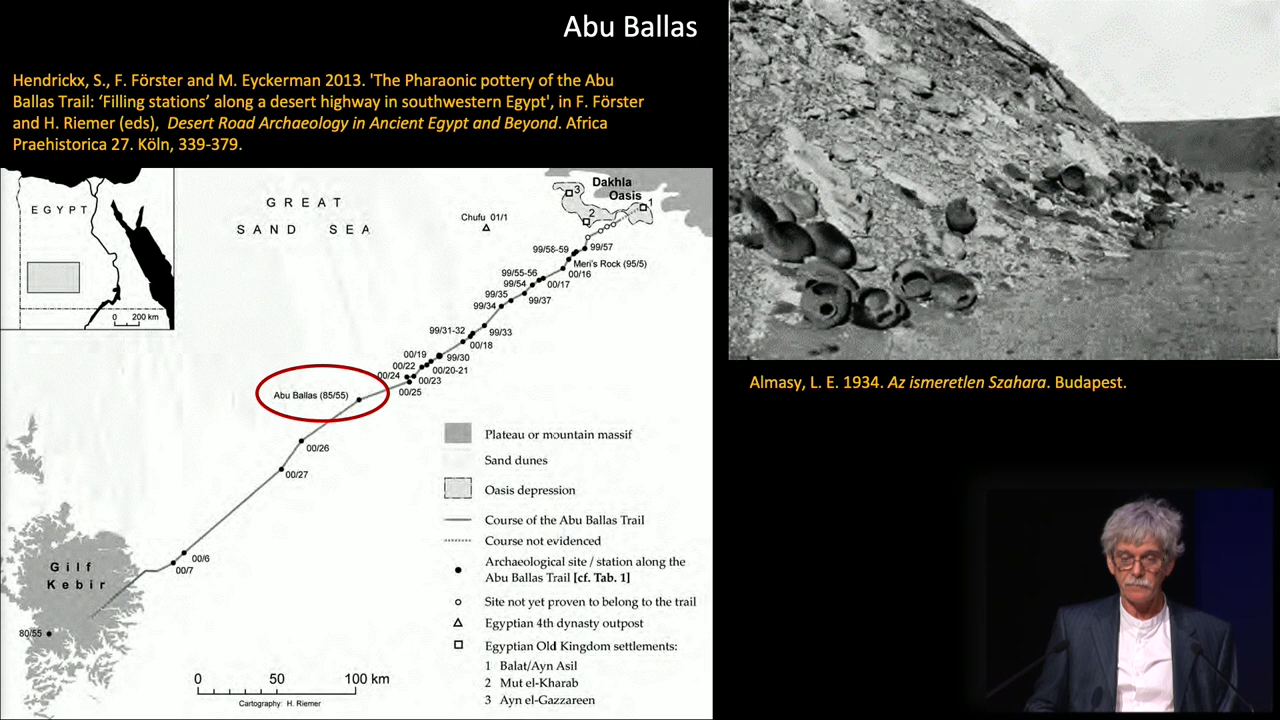 Abu Ballas
Hendrickx, S., F. Förster and M. Eyckerman 2013. 'The Pharaonic pottery of the Abu
Ballas Trail: ‘Filling stations’ along a desert highway in southwestern Egypt', in F. Förster
and H. Riemer (eds), Desert Road Archaeology in Ancient Egypt and Beyond. Africa
Praehistorica 27. Köln, 339-379.
EGYPT
0 200 km
GREAT
SAND SEA
Chufu 01/1
Dakhla
Oasis
3
1
2
99/58-59
99/57
Meri's Rock (95/5)
00/16
99/55-56
99/54
00/17
99/35
99/37
99/34
99/31-32
99/33
00/18
00/19
99/30
00/22
00/20-21
00/24
00/23
00/25
Abu Ballas (85/55)
00/26
00/27
00/6
00/7
Gilf
Kebir
80/55
Plateau or mountain massif
Sand dunes
Oasis depression
Course of the Abu Ballas Trail
Course not evidenced
Archaeological site / station along the
Abu Ballas Trail [cf. Tab. 1]
Site not yet proven to belong to the trail
Egyptian 4th dynasty outpost
Egyptian Old Kingdom settlements:
1 Balat/Ayn Asil
2 Mut el-Kharab
3 Ayn el-Gazzareen
0 50 100 km
Cartography: H. Riemer
Almasy, L. E. 1934. Az ismeretlen Szahara. Budapest.